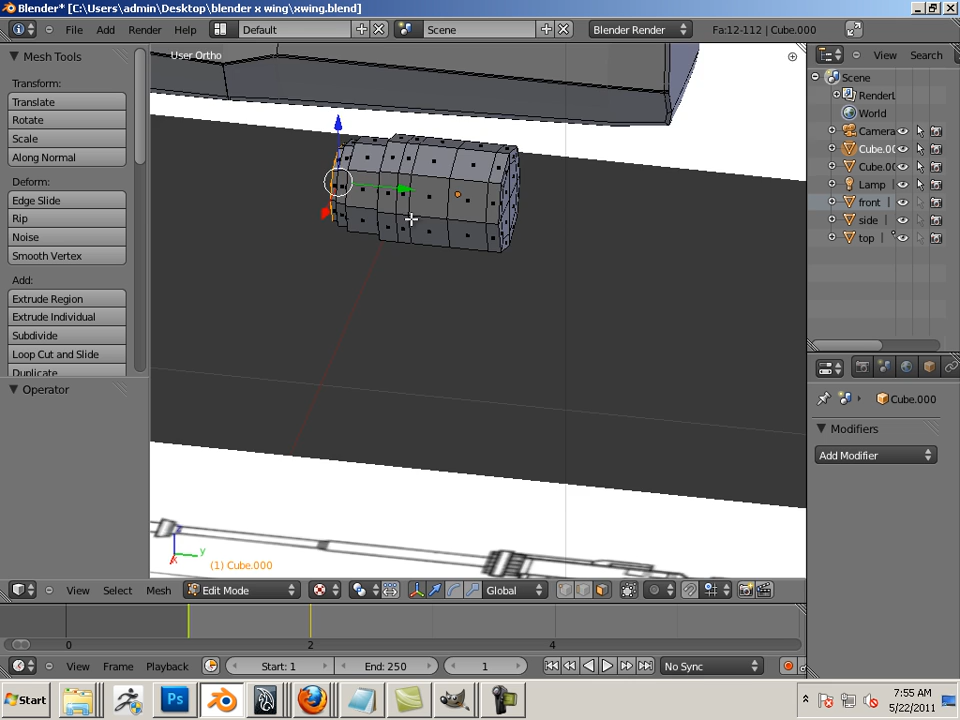 Blender* [C:\Users\admin\Desktop\blender x wing\xwing.blend]
File Add Render Help Default Scene Blender Render Fa:12-112 | Cube.000
Mesh Tools
User Ortho
View Search
Transform:
Translate
Rotate
Scale
Along Normal
Deform:
Edge Slide
Rip
Noise
Smooth Vertex
Add:
Extrude Region
Extrude Individual
Subdivide
Loop Cut and Slide
Duplicate
Operator
Scene
RenderL
World
Camera
Cube.00
Cube.00
Lamp
front
side
top
Cube.000
Modifiers
Add Modifier
y
x
(1) Cube.000
View Select Mesh Edit Mode Global
0 2 4
View Frame Playback Start: 1 End: 250 1 No Sync
Start Ps 7:55 AM
5/22/2011